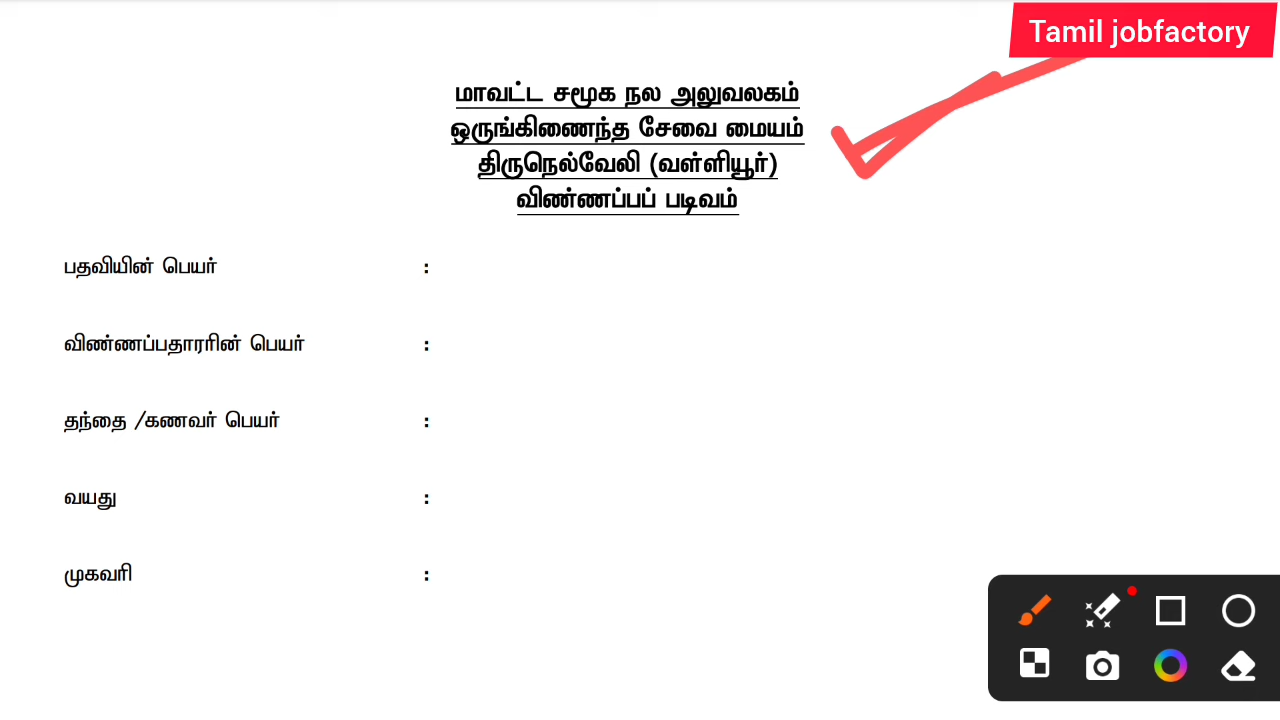 Tamil jobfactory
மாவட்ட சமூக நல அலுவலகம்
ஒருங்கிணைந்த சேவை மையம்
திருநெல்வேலி (வள்ளியூர்)
விண்ணப்பப் படிவம்
பதவியின் பெயர் :
விண்ணப்பதாரரின் பெயர் :
தந்தை /கணவர் பெயர் :
வயது :
முகவரி :